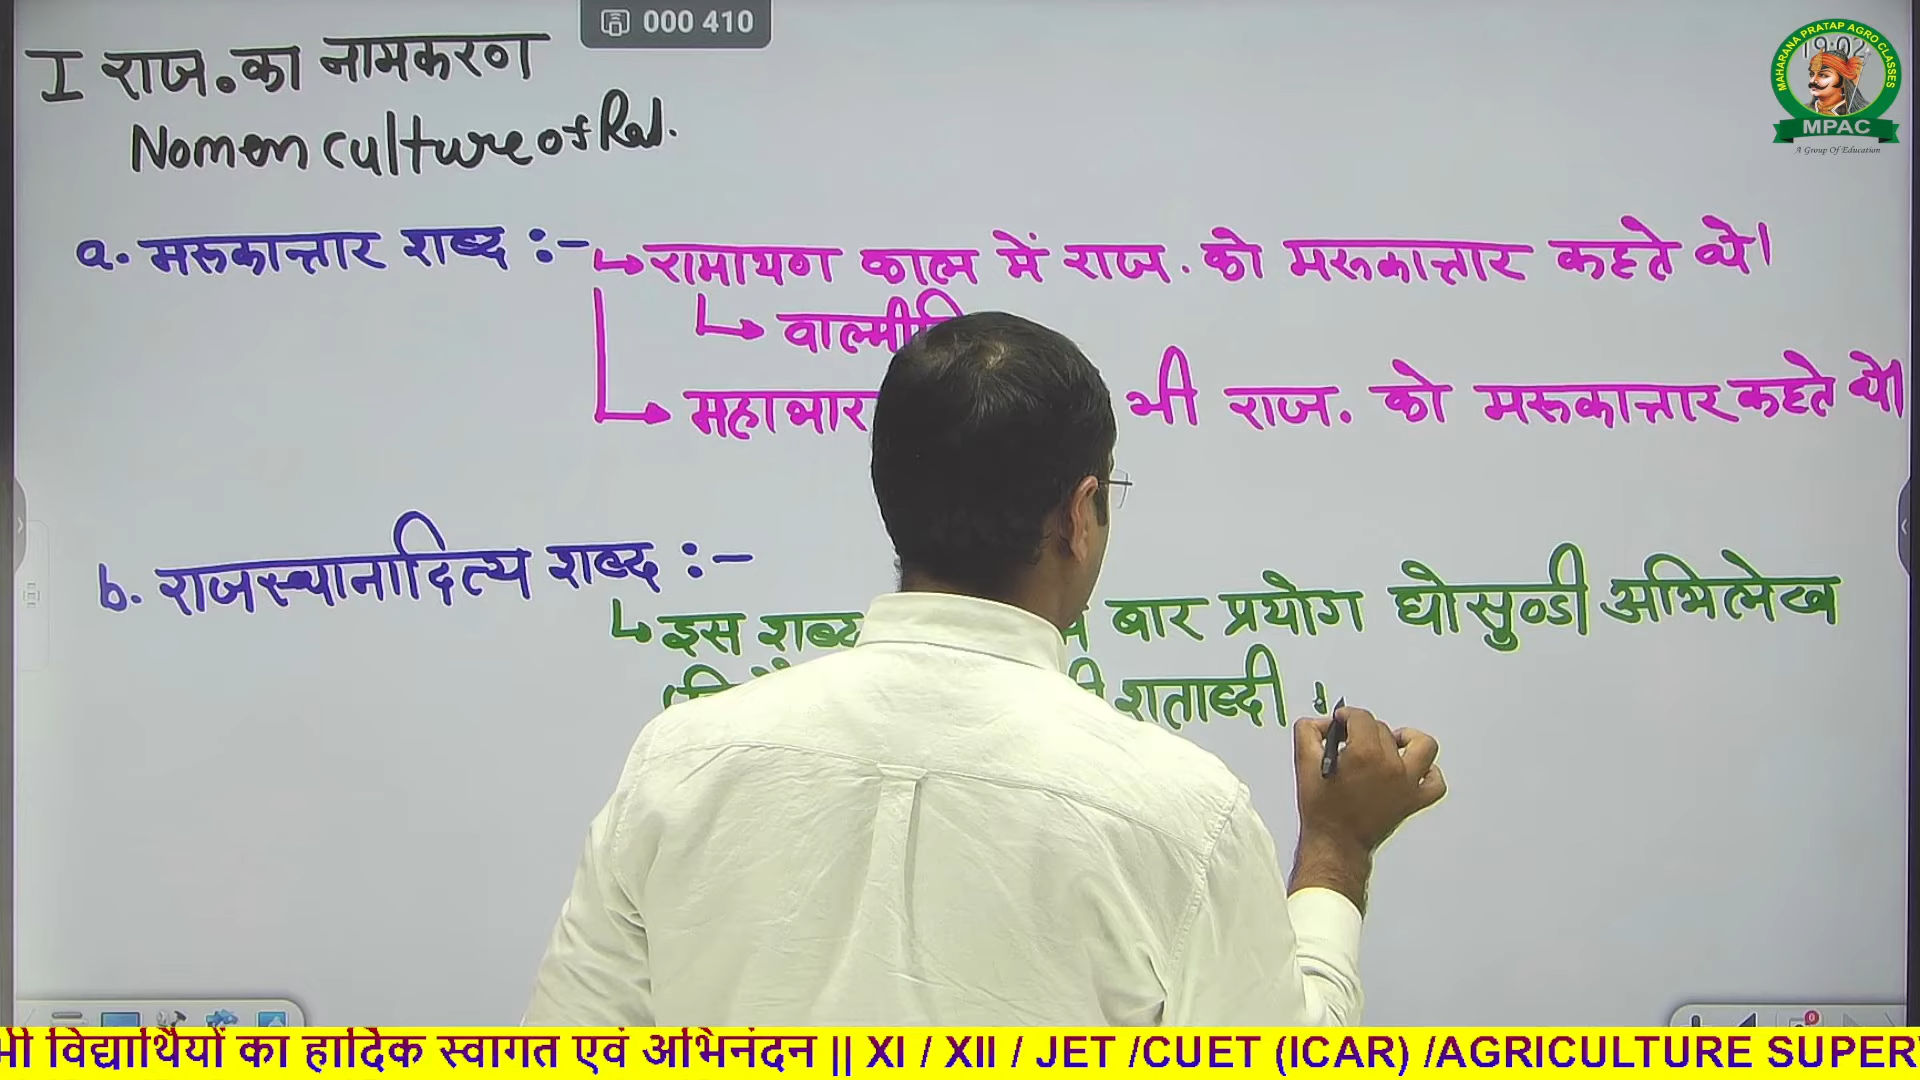 000 410
I राज. का नामकरण
Nomenculture of Raj.
MAHARANA PRATAP AGRO CLASSES
19:02
MPAC
A Group Of Education
a. मरुकान्तार शब्द :- रामायण काल में राज. को मरुकान्तार कहते थे।
महाभार भी राज. को मरुकान्तार कहते थे।
b. राजस्थानादित्य शब्द :-
इस शब्द बार प्रयोग घोसुण्डी अभिलेख
शताब्दी
भी विद्यार्थियों का हार्दिक स्वागत एवं अभिनंदन || XI / XII / JET /CUET (ICAR) /AGRICULTURE SUPER